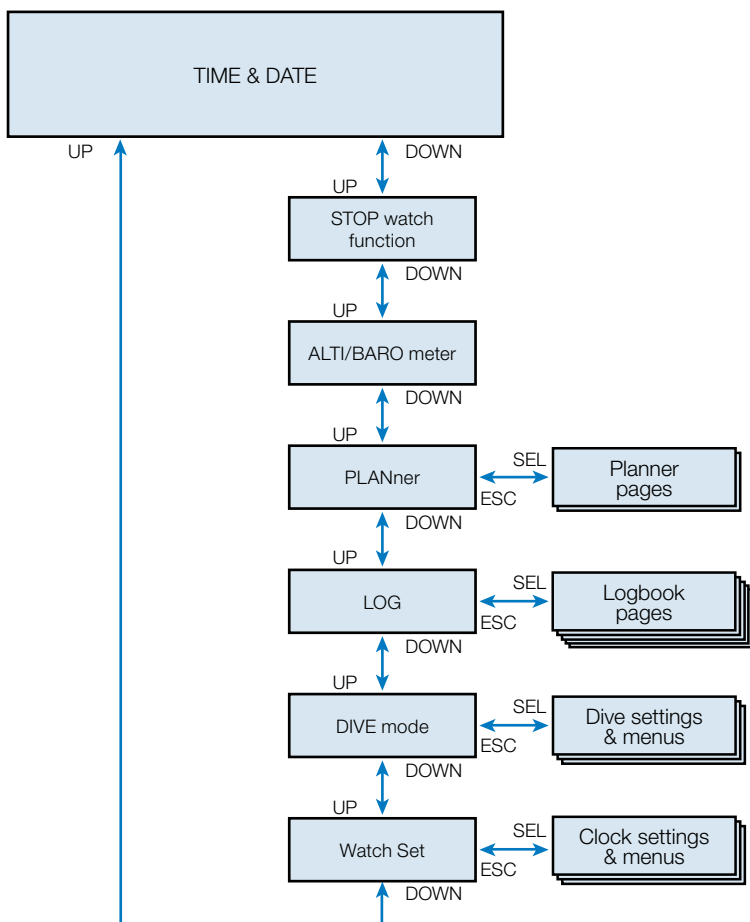 TIME & DATE
UP
DOWN
UP
STOP watch
function
DOWN
UP
ALTI/BARO meter
DOWN
UP
PLANner
SEL
ESC
Planner
pages
DOWN
UP
LOG
SEL
ESC
Logbook
pages
DOWN
UP
DIVE mode
SEL
ESC
Dive settings
& menus
DOWN
UP
Watch Set
SEL
ESC
Clock settings
& menus
DOWN